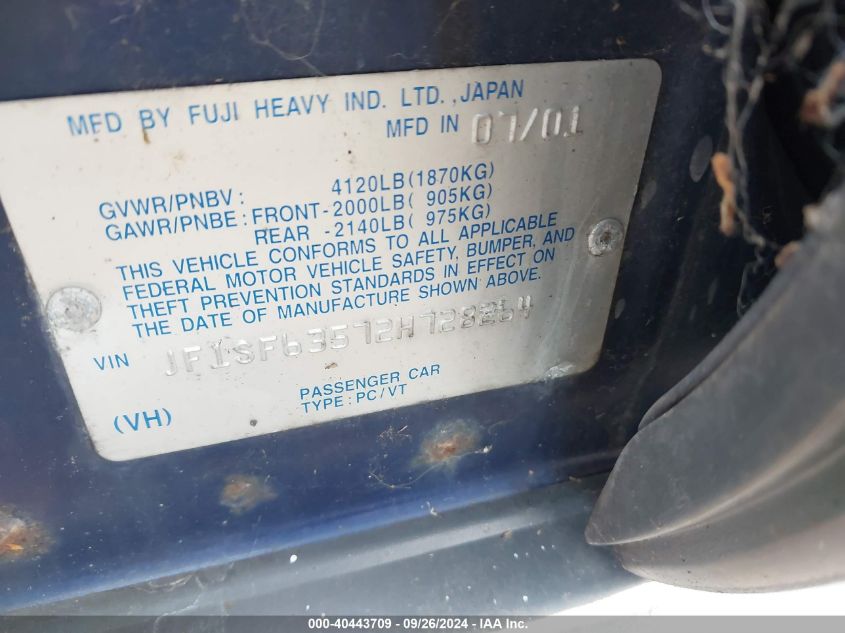 MFD BY FUJI HEAVY IND. LTD.,JAPAN
MFD IN 07/01
GVWR/PNBV: 4120LB(1870KG)
GAWR/PNBE:FRONT-2000LB( 905KG)
REAR -2140LB( 975KG)
THIS VEHICLE CONFORMS TO ALL APPLICABLE
FEDERAL MOTOR VEHICLE SAFETY, BUMPER, AND
THEFT PREVENTION STANDARDS IN EFFECT ON
THE DATE OF MANUFACTURE SHOWN ABOVE.
VIN JF1SF63572H728264
PASSENGER CAR
(VH) TYPE:PC/VT
000-40443709 - 09/26/2024 - IAA Inc.